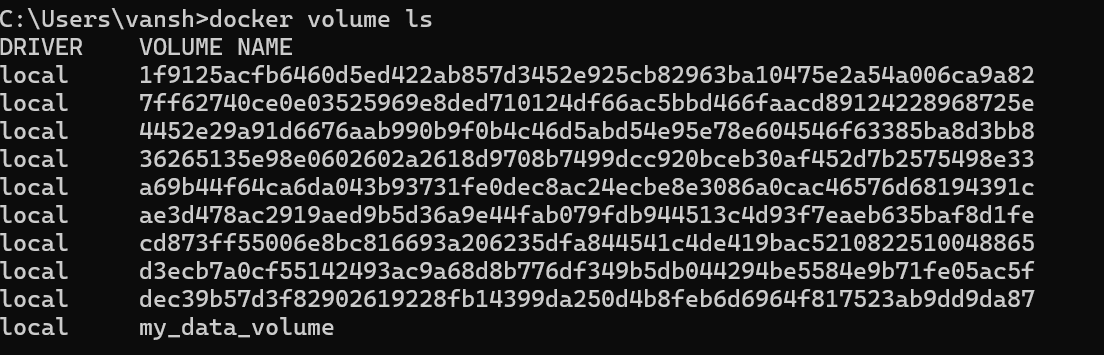 C:\Users\vansh>docker volume ls
DRIVER    VOLUME NAME
local     1f9125acfb6460d5ed422ab857d3452e925cb82963ba10475e2a54a006ca9a82
local     7ff62740ce0e03525969e8ded710124df66ac5bbd466faacd89124228968725e
local     4452e29a91d6676aab990b9f0b4c46d5abd54e95e78e604546f63385ba8d3bb8
local     36265135e98e0602602a2618d9708b7499dcc920bceb30af452d7b2575498e33
local     a69b44f64ca6da043b93731fe0dec8ac24ecbe8e3086a0cac46576d68194391c
local     ae3d478ac2919aed9b5d36a9e44fab079fdb944513c4d93f7eaeb635baf8d1fe
local     cd873ff55006e8bc816693a206235dfa844541c4de419bac5210822510048865
local     d3ecb7a0cf55142493ac9a68d8b776df349b5db044294be5584e9b71fe05ac5f
local     dec39b57d3f82902619228fb14399da250d4b8feb6d6964f817523ab9dd9da87
local     my_data_volume